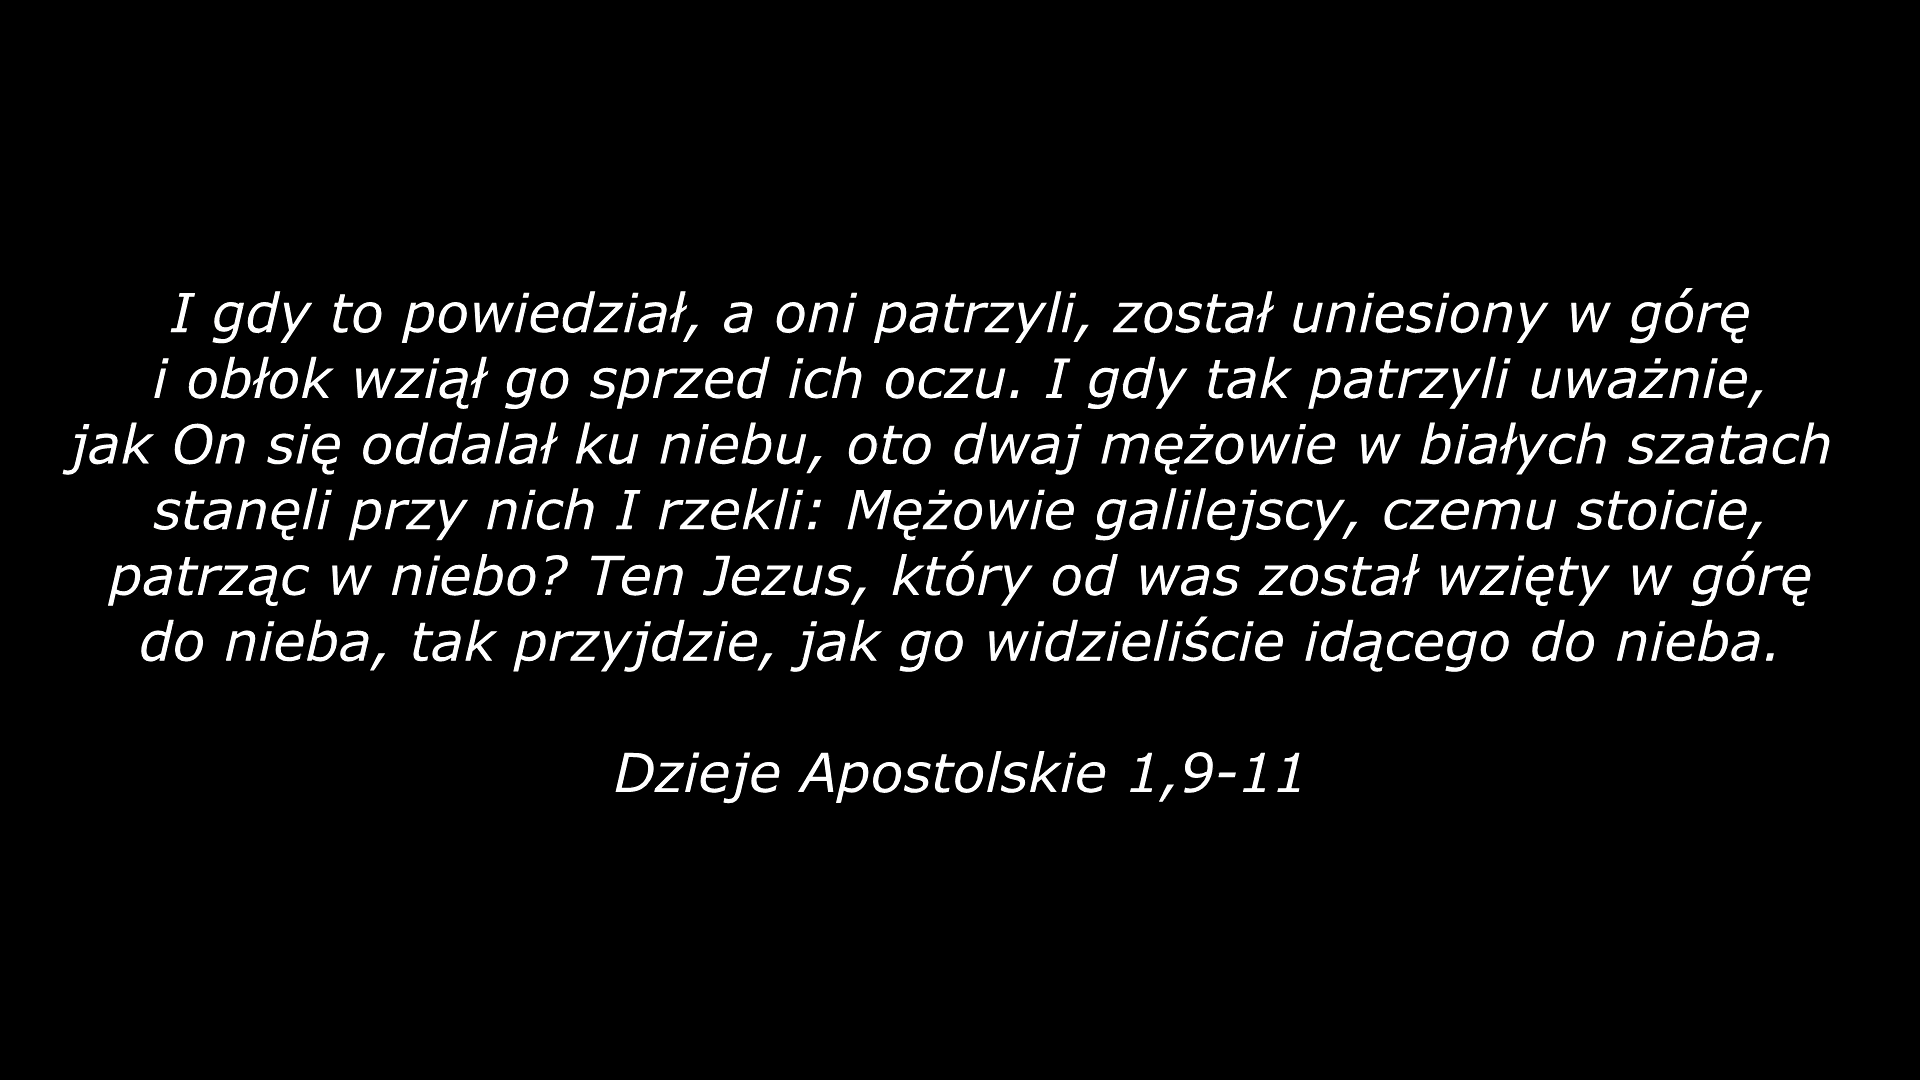 I gdy to powiedział, a oni patrzyli, został uniesiony w górę
i obłok wziął go sprzed ich oczu. I gdy tak patrzyli uważnie,
jak On się oddalał ku niebu, oto dwaj mężowie w białych szatach
stanęli przy nich I rzekli: Mężowie galilejscy, czemu stoicie,
patrząc w niebo? Ten Jezus, który od was został wzięty w górę
do nieba, tak przyjdzie, jak go widzieliście idącego do nieba.
Dzieje Apostolskie 1,9-11